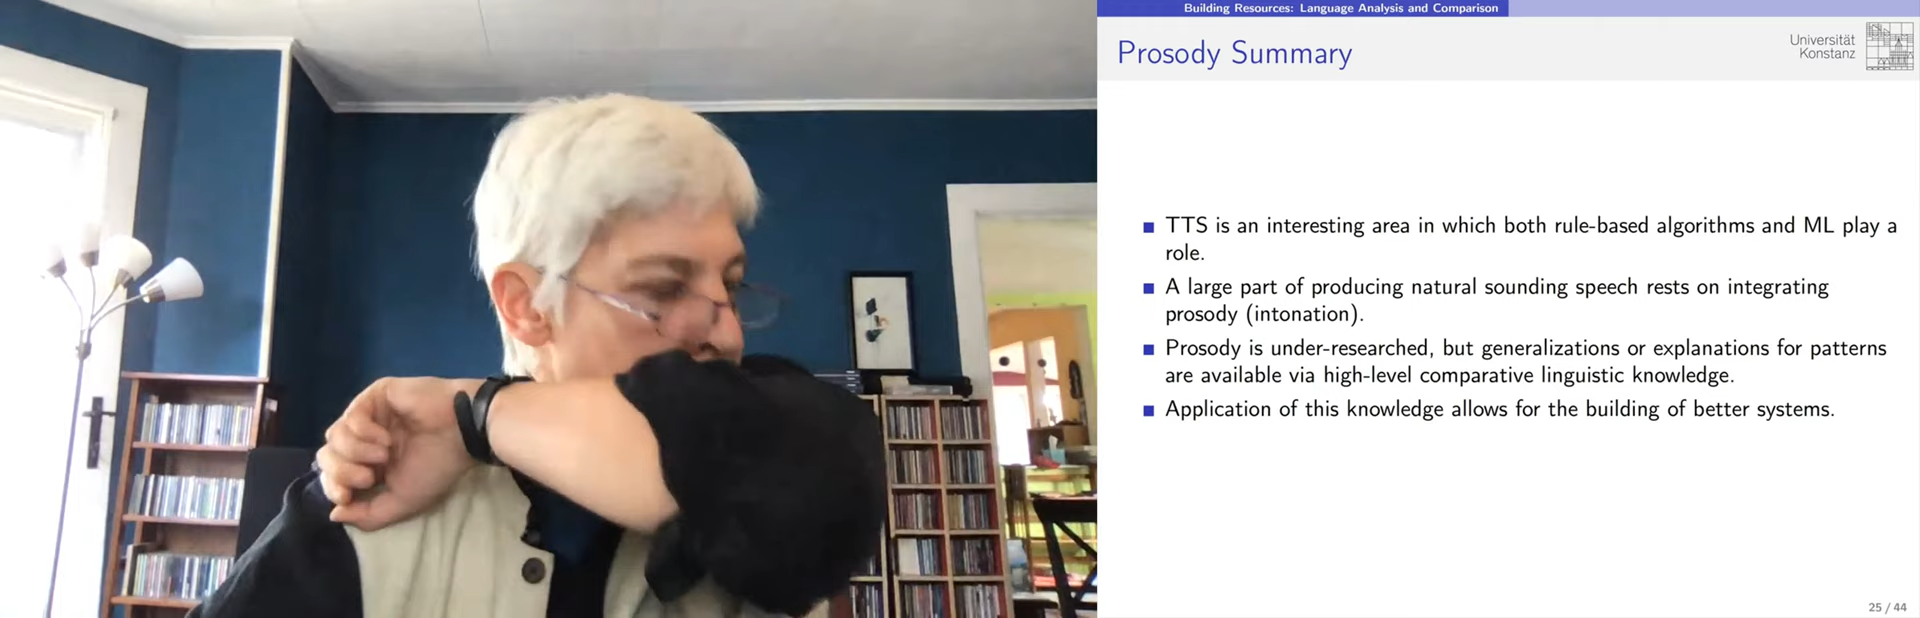 Building Resources: Language Analysis and Comparison
Prosody Summary
Universität
Konstanz
TTS is an interesting area in which both rule-based algorithms and ML play a
role.
A large part of producing natural sounding speech rests on integrating
prosody (intonation).
Prosody is under-researched, but generalizations or explanations for patterns
are available via high-level comparative linguistic knowledge.
Application of this knowledge allows for the building of better systems.
25 / 44